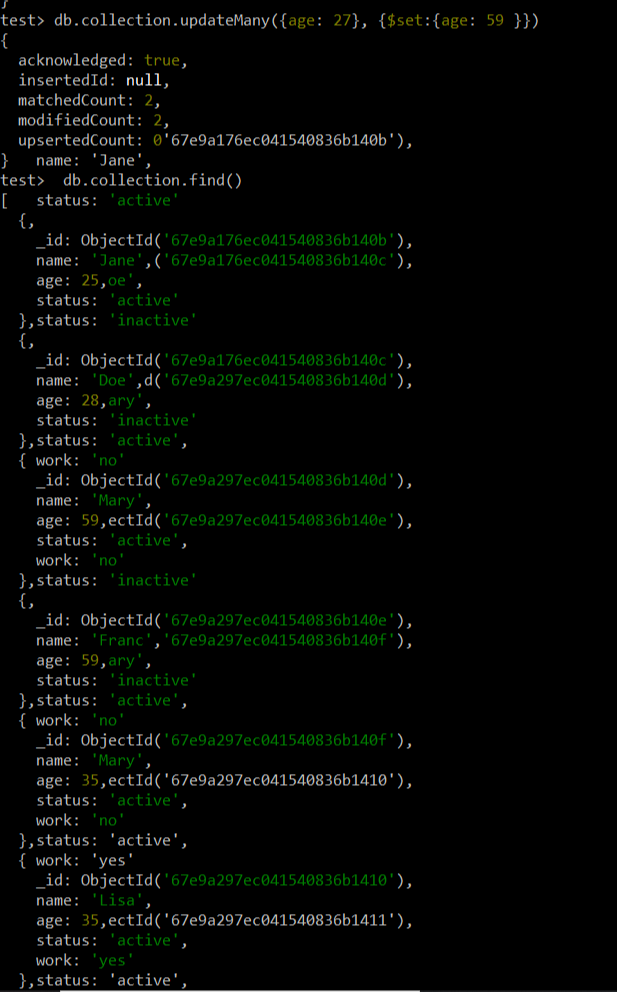 }
test> db.collection.updateMany({age: 27}, {$set:{age: 59 }})
{
  acknowledged: true,
  insertedId: null,
  matchedCount: 2,
  modifiedCount: 2,
  upsertedCount: 0'67e9a176ec041540836b140b'),
}   name: 'Jane',
test>  db.collection.find()
[   status: 'active'
  {,
    _id: ObjectId('67e9a176ec041540836b140b'),
    name: 'Jane',('67e9a176ec041540836b140c'),
    age: 25,oe',
    status: 'active'
  },status: 'inactive'
  {,
    _id: ObjectId('67e9a176ec041540836b140c'),
    name: 'Doe',d('67e9a297ec041540836b140d'),
    age: 28,ary',
    status: 'inactive'
  },status: 'active',
  { work: 'no'
    _id: ObjectId('67e9a297ec041540836b140d'),
    name: 'Mary',
    age: 59,ectId('67e9a297ec041540836b140e'),
    status: 'active',
    work: 'no'
  },status: 'inactive'
  {,
    _id: ObjectId('67e9a297ec041540836b140e'),
    name: 'Franc','67e9a297ec041540836b140f'),
    age: 59,ary',
    status: 'inactive'
  },status: 'active',
  { work: 'no'
    _id: ObjectId('67e9a297ec041540836b140f'),
    name: 'Mary',
    age: 35,ectId('67e9a297ec041540836b1410'),
    status: 'active',
    work: 'no'
  },status: 'active',
  { work: 'yes'
    _id: ObjectId('67e9a297ec041540836b1410'),
    name: 'Lisa',
    age: 35,ectId('67e9a297ec041540836b1411'),
    status: 'active',
    work: 'yes'
  },status: 'active',